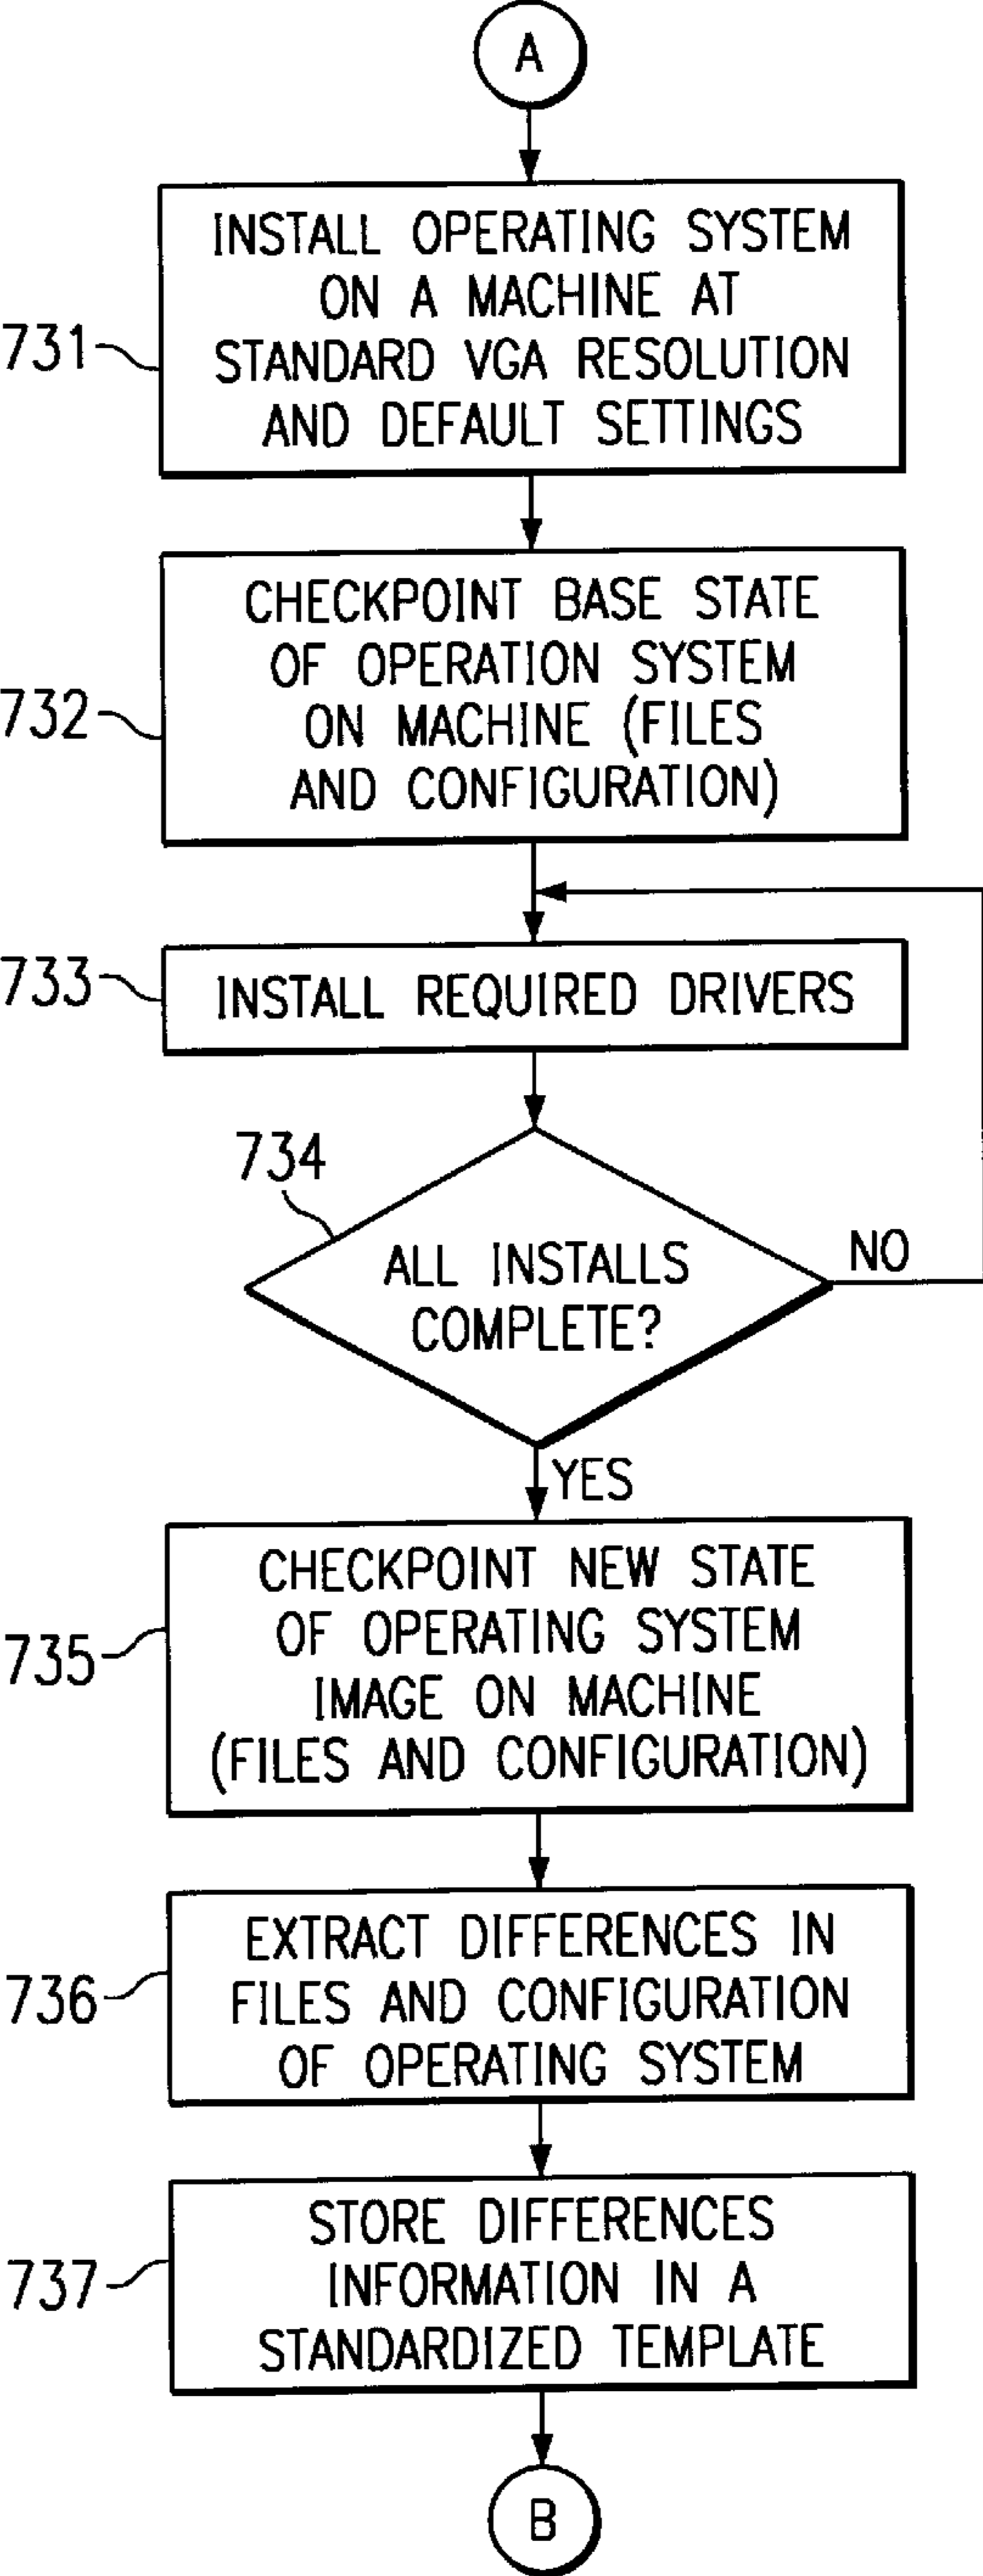 A
731
INSTALL OPERATING SYSTEM
ON A MACHINE AT
STANDARD VGA RESOLUTION
AND DEFAULT SETTINGS
732
CHECKPOINT BASE STATE
OF OPERATION SYSTEM
ON MACHINE (FILES
AND CONFIGURATION)
733
INSTALL REQUIRED DRIVERS
734
ALL INSTALLS
COMPLETE?
NO
YES
735
CHECKPOINT NEW STATE
OF OPERATING SYSTEM
IMAGE ON MACHINE
(FILES AND CONFIGURATION)
736
EXTRACT DIFFERENCES IN
FILES AND CONFIGURATION
OF OPERATING SYSTEM
737
STORE DIFFERENCES
INFORMATION IN A
STANDARDIZED TEMPLATE
B